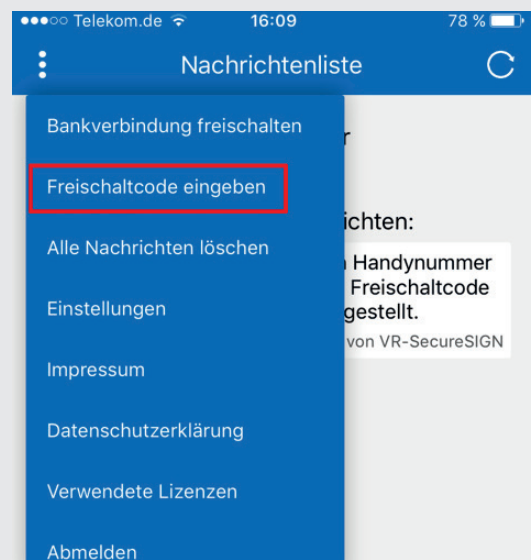 Telekom.de 16:09 78 %
Nachrichtenliste
Bankverbindung freischalten
Freischaltcode eingeben
Alle Nachrichten löschen
Einstellungen
Impressum
Datenschutzerklärung
Verwendete Lizenzen
Abmelden
r
ichten:
Handynummer
Freischaltcode
gestellt.
von VR-SecureSIGN